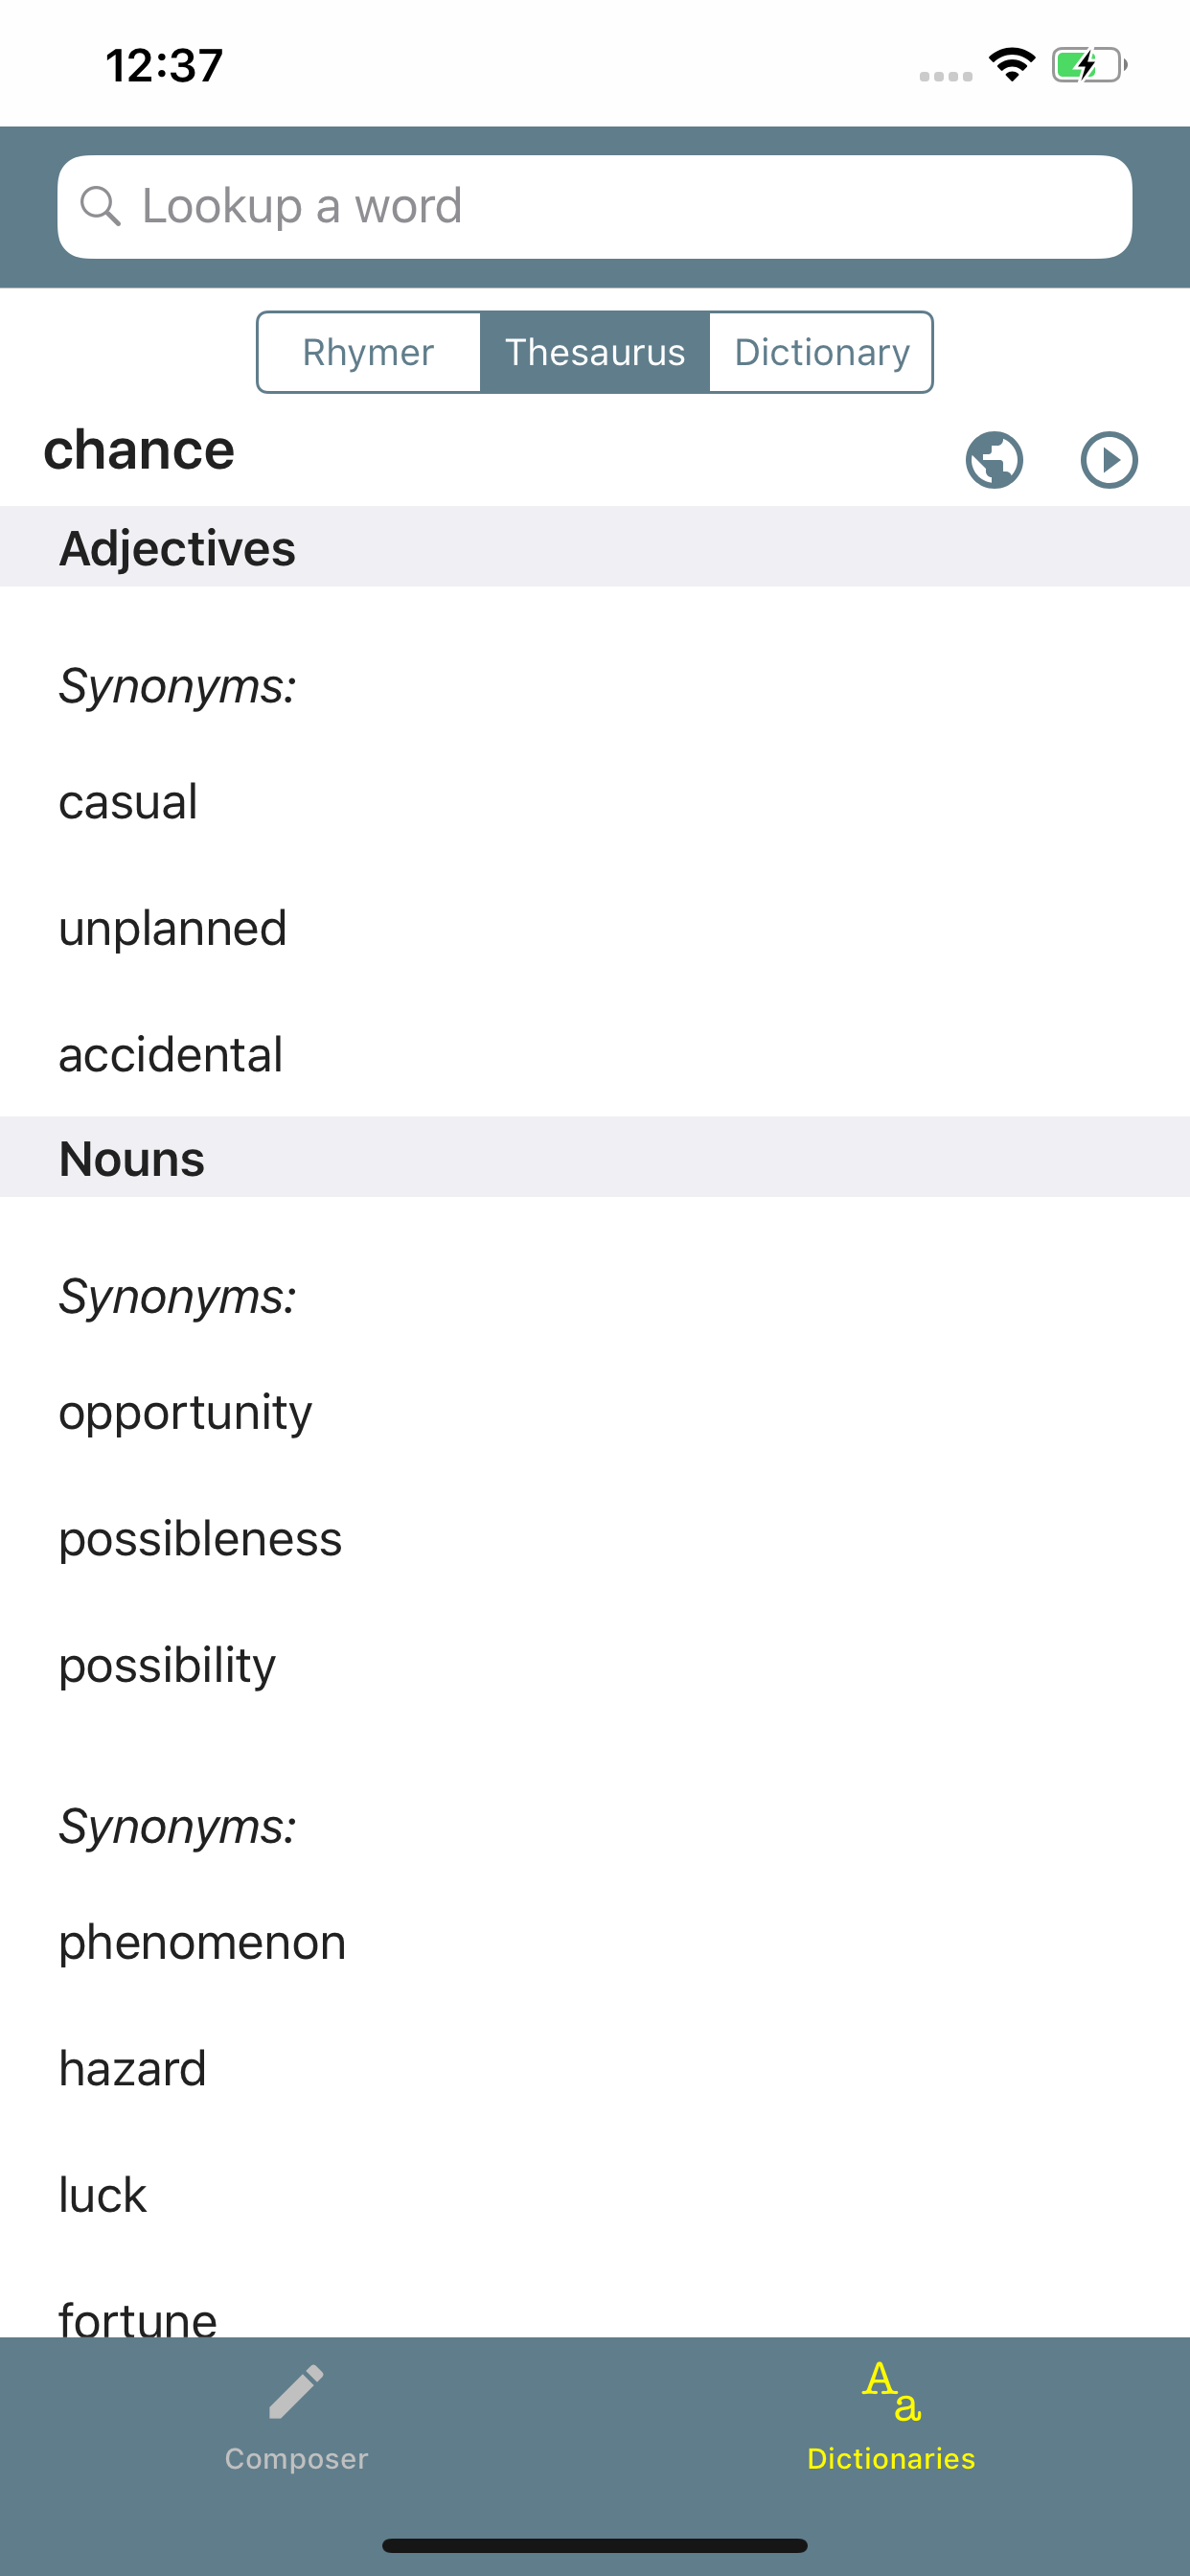 12:37
Lookup a word
Rhymer Thesaurus Dictionary
chance
Adjectives
Synonyms:
casual
unplanned
accidental
Nouns
Synonyms:
opportunity
possibleness
possibility
Synonyms:
phenomenon
hazard
luck
fortune
Composer Dictionaries